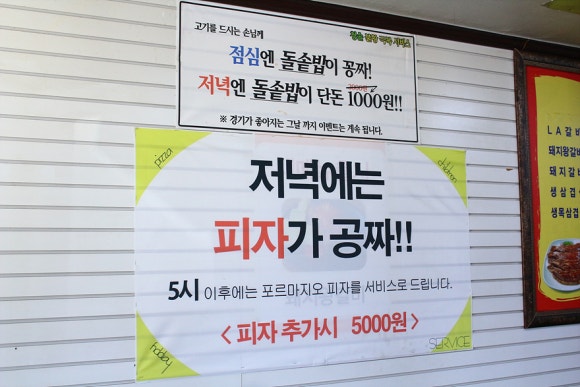 고기를 드시는 손님께
점심엔 돌솥밥이 공짜!
저녁엔 돌솥밥이 단돈 1000원!!
※ 경기가 좋아지는 그날 까지 이벤트는 계속 됩니다.
pizza
children
저녁에는
피자가 공짜!!
5시 이후에는 포르마지오 피자를 서비스로 드립니다.
< 피자 추가시 5000원 >
holiday
SERVICE
LA갈비
돼지왕갈비
돼지갈비
생삼겹
생목삼겹